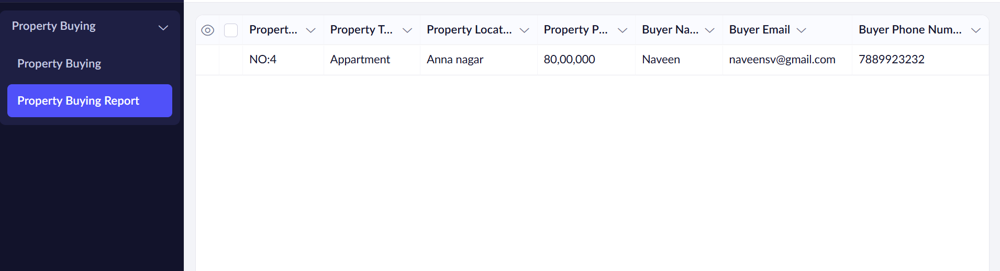 Property Buying
Property Buying
Property Buying Report
Propert... Property T... Property Locat... Property P... Buyer Na... Buyer Email Buyer Phone Num...
NO:4 Appartment Anna nagar 80,00,000 Naveen naveensv@gmail.com 7889923232